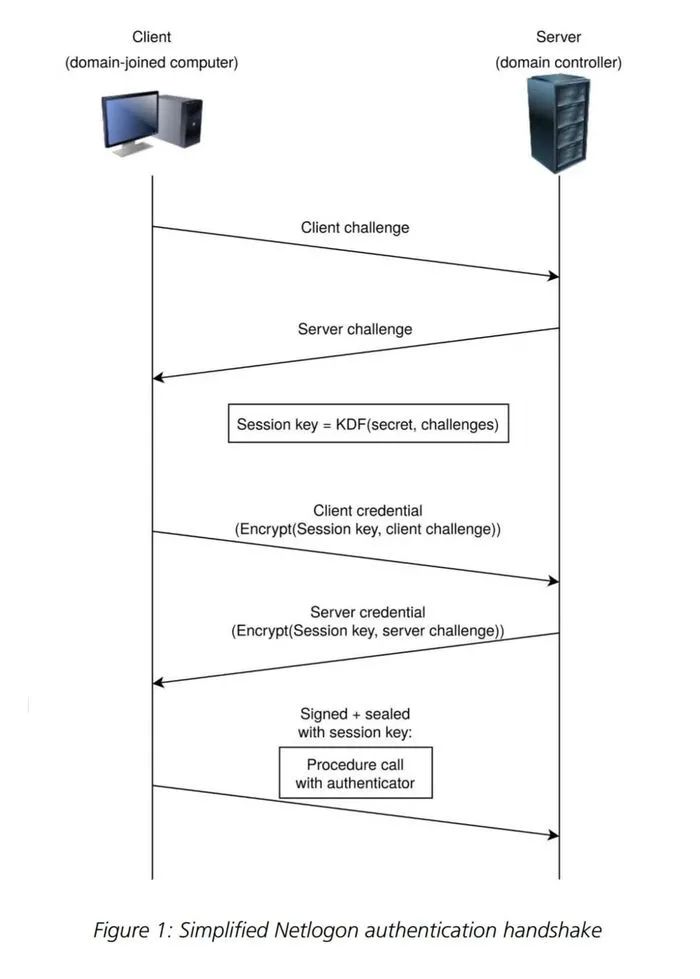 Client
(domain-joined computer)
Server
(domain controller)
Client challenge
Server challenge
Session key = KDF(secret, challenges)
Client credential
(Encrypt(Session key, client challenge))
Server credential
(Encrypt(Session key, server challenge))
Signed + sealed
with session key:
Procedure call
with authenticator
Figure 1: Simplified Netlogon authentication handshake